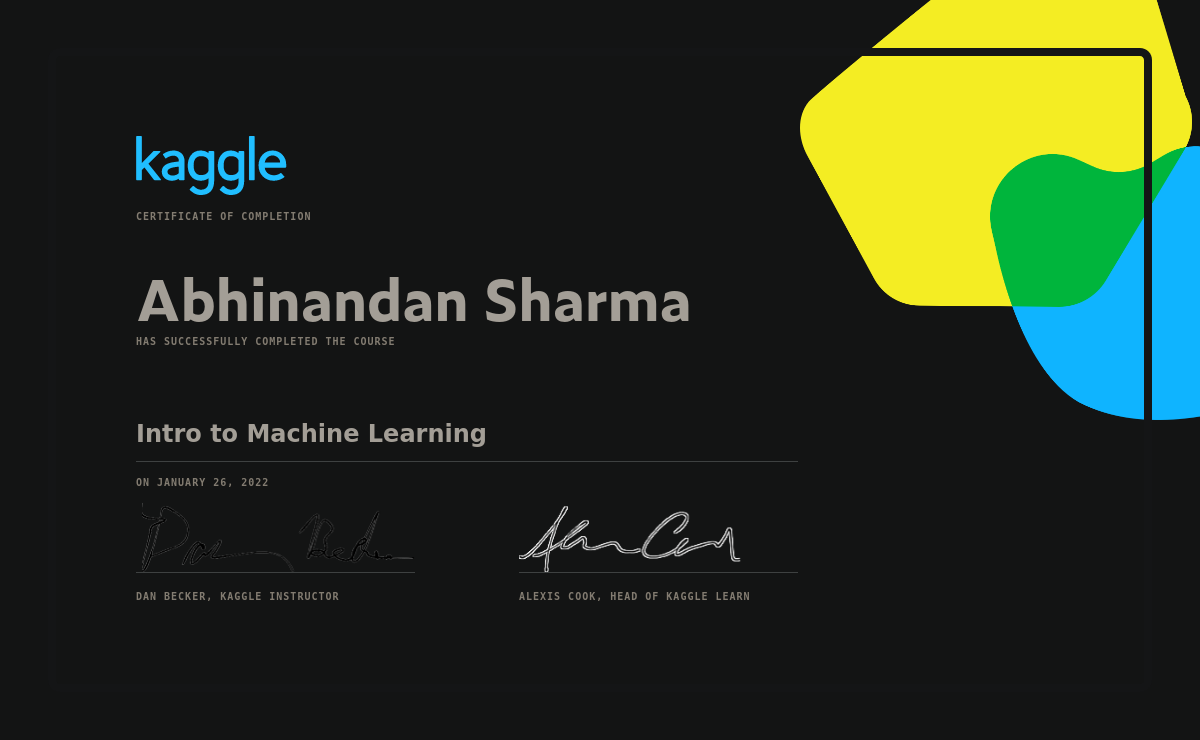 kaggle
CERTIFICATE OF COMPLETION
Abhinandan Sharma
HAS SUCCESSFULLY COMPLETED THE COURSE
Intro to Machine Learning
ON JANUARY 26, 2022
DAN BECKER, KAGGLE INSTRUCTOR
ALEXIS COOK, HEAD OF KAGGLE LEARN